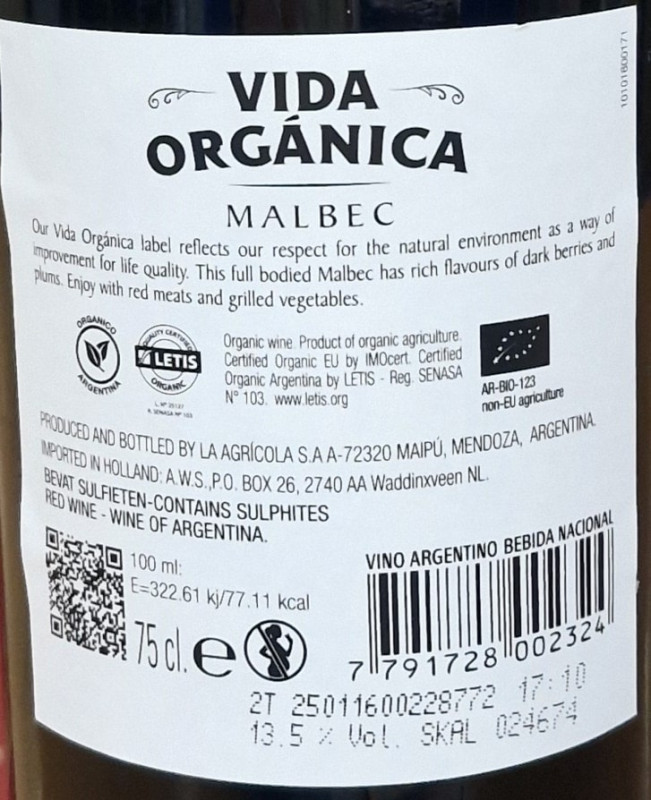 10101800171
VIDA
ORGÁNICA
MALBEC
Our Vida Orgánica label reflects our respect for the natural environment as a way of
improvement for life quality. This full bodied Malbec has rich flavours of dark berries and
plums. Enjoy with red meats and grilled vegetables.
ORGANICO
ARGENTINA
QUALITY CERTIFIED
LETIS
ORGANIC
Organic wine. Product of organic agriculture.
Certified Organic EU by IMOcert. Certified
Organic Argentina by LETIS - Reg. SENASA
N° 103. www.letis.org
AR-BIO-123
non-EU agriculture
PRODUCED AND BOTTLED BY LA AGRÍCOLA S.A A-72320 MAIPÚ, MENDOZA, ARGENTINA.
IMPORTED IN HOLLAND: A.W.S.,P.O. BOX 26, 2740 AA Waddinxveen NL.
BEVAT SULFIETEN-CONTAINS SULPHITES
RED WINE - WINE OF ARGENTINA.
100 ml:
E=322.61 kj/77.11 kcal
75 cl. e
VINO ARGENTINO BEBIDA NACIONAL
7 791728 002324
2T 25011600228772 17:10
13.5 % Vol. SKAL 024674